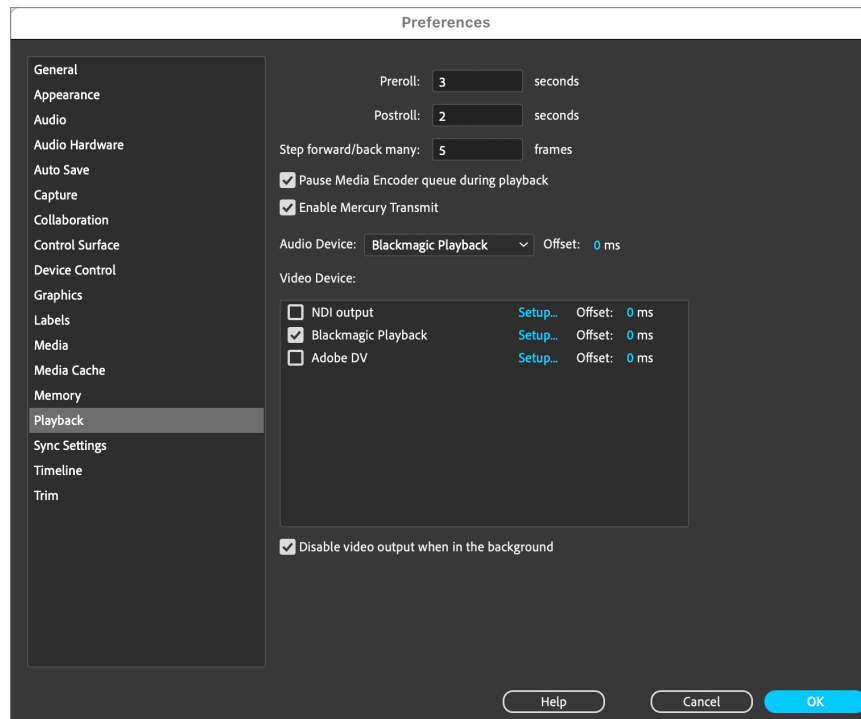 Preferences
General
Appearance
Audio
Audio Hardware
Auto Save
Capture
Collaboration
Control Surface
Device Control
Graphics
Labels
Media
Media Cache
Memory
Playback
Sync Settings
Timeline
Trim
Preroll: 3 seconds
Postroll: 2 seconds
Step forward/back many: 5 frames
Pause Media Encoder queue during playback
Enable Mercury Transmit
Audio Device: Blackmagic Playback Offset: 0 ms
Video Device:
NDI output Setup... Offset: 0 ms
Blackmagic Playback Setup... Offset: 0 ms
Adobe DV Setup... Offset: 0 ms
Disable video output when in the background
Help Cancel OK